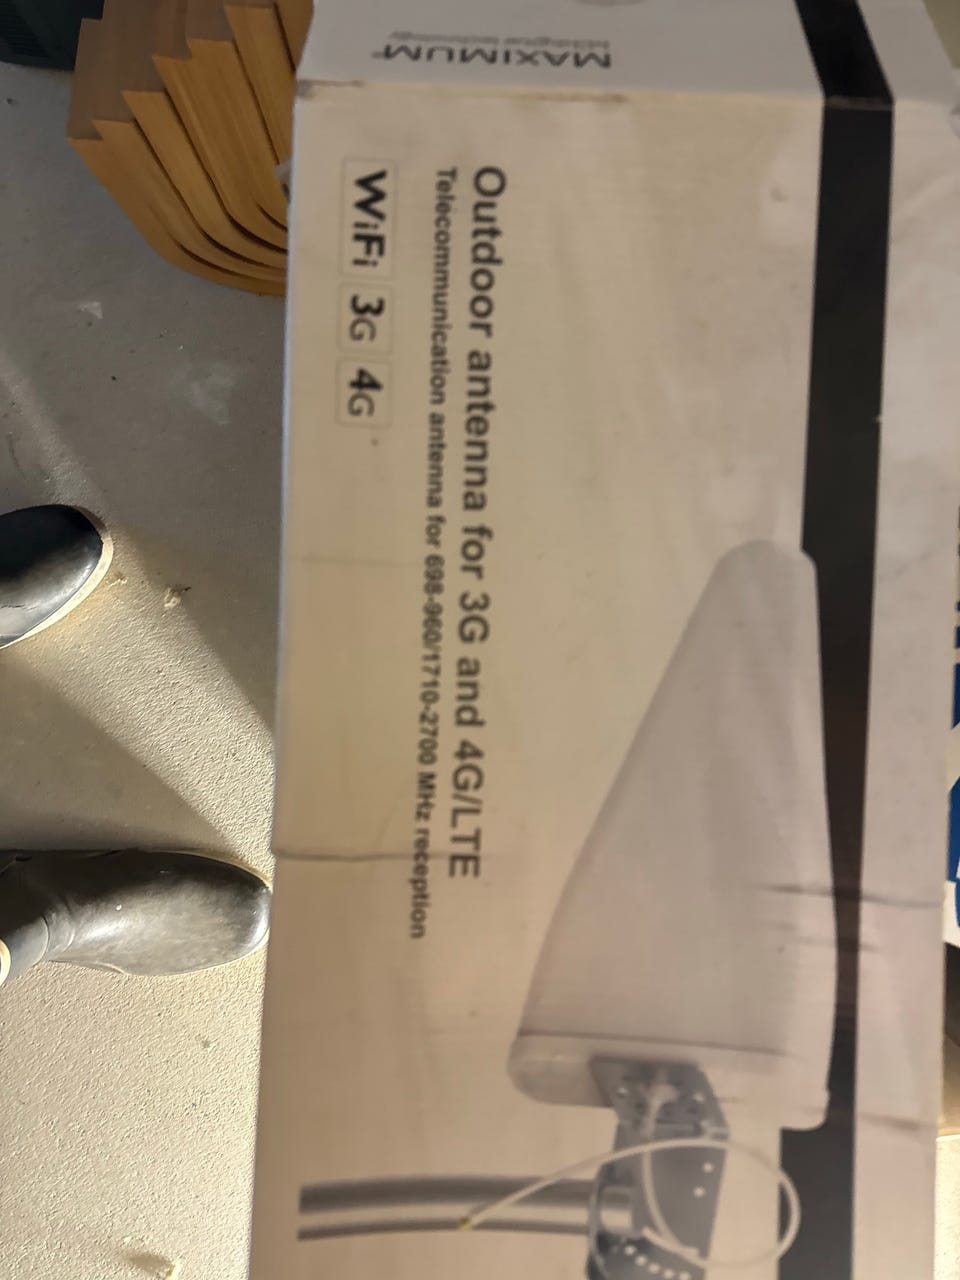 MAXIMUM
Outdoor antenna for 3G and 4G/LTE
Telecommunication antenna for 698-960/1710-2700 MHz reception
WiFi 3G 4G